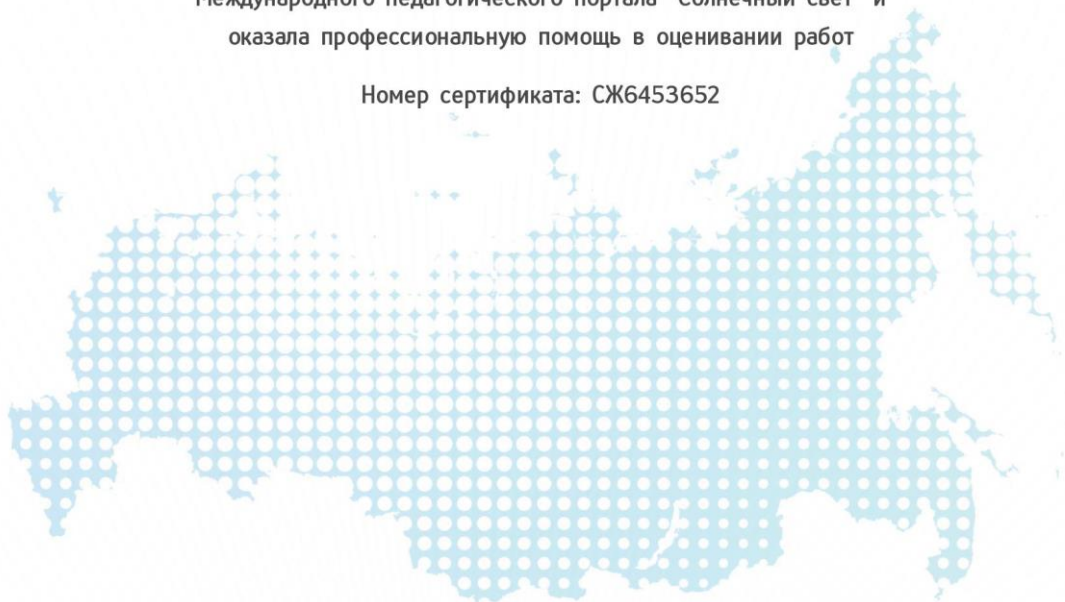 Международного педагогического портала "Солнечный свет" и
оказала профессиональную помощь в оценивании работ
Номер сертификата: СЖ6453652